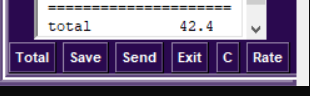 =====================
total 42.4
Total Save Send Exit C Rate